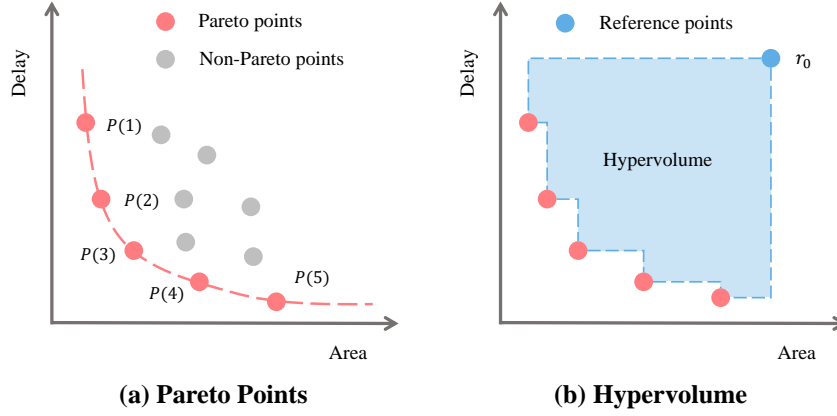 Pareto points
Non-Pareto points
Delay
P(1)
P(2)
P(3)
P(4)
P(5)
Area
(a) Pareto Points
Reference points
Delay
r0
Hypervolume
Area
(b) Hypervolume